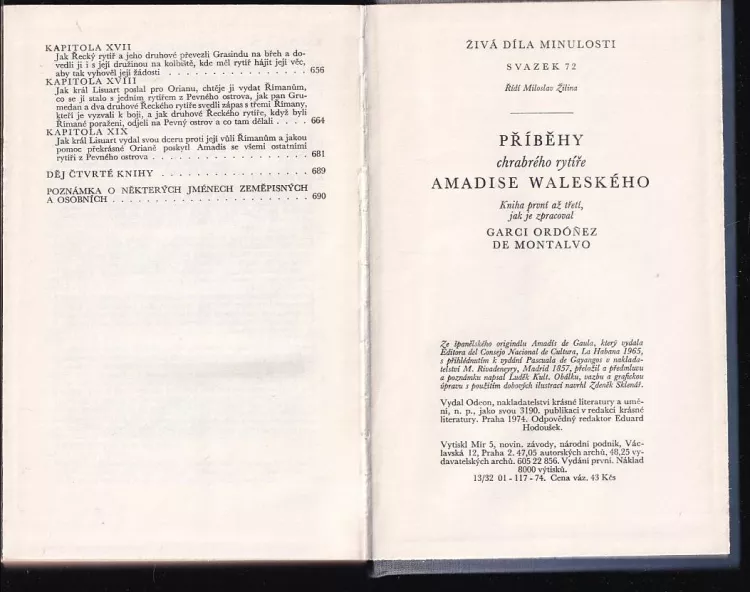 KAPITOLA XVII
Jak Řecký rytíř a jeho druhové převezli Grasindu na břeh a do-
vedli ji i s její družinou na kolbiště, kde měl rytíř hájit její věc,
aby tak vyhověl její žádosti . . . . . . . . . . . . . . . . 656
KAPITOLA XVIII
Jak král Lisuart poslal pro Orianu, chtěje ji vydat Římanům,
co se jí stalo s jedním rytířem z Pevného ostrova, jak pan Gru-
medan a dva druhové Řeckého rytíře svedli zápas s třemi Římany,
kteří je vyzvali k boji, a jak druhové Řeckého rytíře, když byli
Římané poraženi, odjeli na Pevný ostrov a co tam dělali . . . . 664
KAPITOLA XIX
Jak král Lisuart vydal svou dceru proti její vůli Římanům a jakou
pomoc překrásné Orianě poskytl Amadis se všemi ostatními
rytíři z Pevného ostrova . . . . . . . . . . . . . . . . . 681
DĚJ ČTVRTÉ KNIHY . . . . . . . . . . . . . . . . 689
POZNÁMKA O NĚKTERÝCH JMÉNECH ZEMĚPISNÝCH
A OSOBNÍCH . . . . . . . . . . . . . . . . . . . . . . 690
ŽIVÁ DÍLA MINULOSTI
SVAZEK 72
Řídí Miloslav Žilina
PŘÍBĚHY
chrabrého rytíře
AMADISE WALESKÉHO
Kniha první až třetí,
jak je zpracoval
GARCI ORDÓÑEZ
DE MONTALVO
Ze španělského originálu Amadís de Gaula, který vydala
Editora del Consejo Nacional de Cultura, La Habana 1965,
s přihlédnutím k vydání Pascuala de Gayangos v naklada-
telství M. Rivadeneyry, Madrid 1857, přeložil a předmluvu
a poznámku napsal Luděk Kult. Obálku, vazbu a grafickou
úpravu s použitím dobových ilustrací navrhl Zdeněk Sklenář.
Vydal Odeon, nakladatelství krásné literatury a umě-
ní, n. p., jako svou 3190. publikaci v redakci krásné
literatury. Praha 1974. Odpovědný redaktor Eduard
Hodoušek.
Vytiskl Mír 5, novin. závody, národní podnik, Vác-
lavská 12, Praha 2. 47,05 autorských archů, 48,25 vy-
davatelských archů. 605 22 856. Vydání první. Náklad
8000 výtisků.
13/32 01 - 117 - 74. Cena váz. 43 Kčs